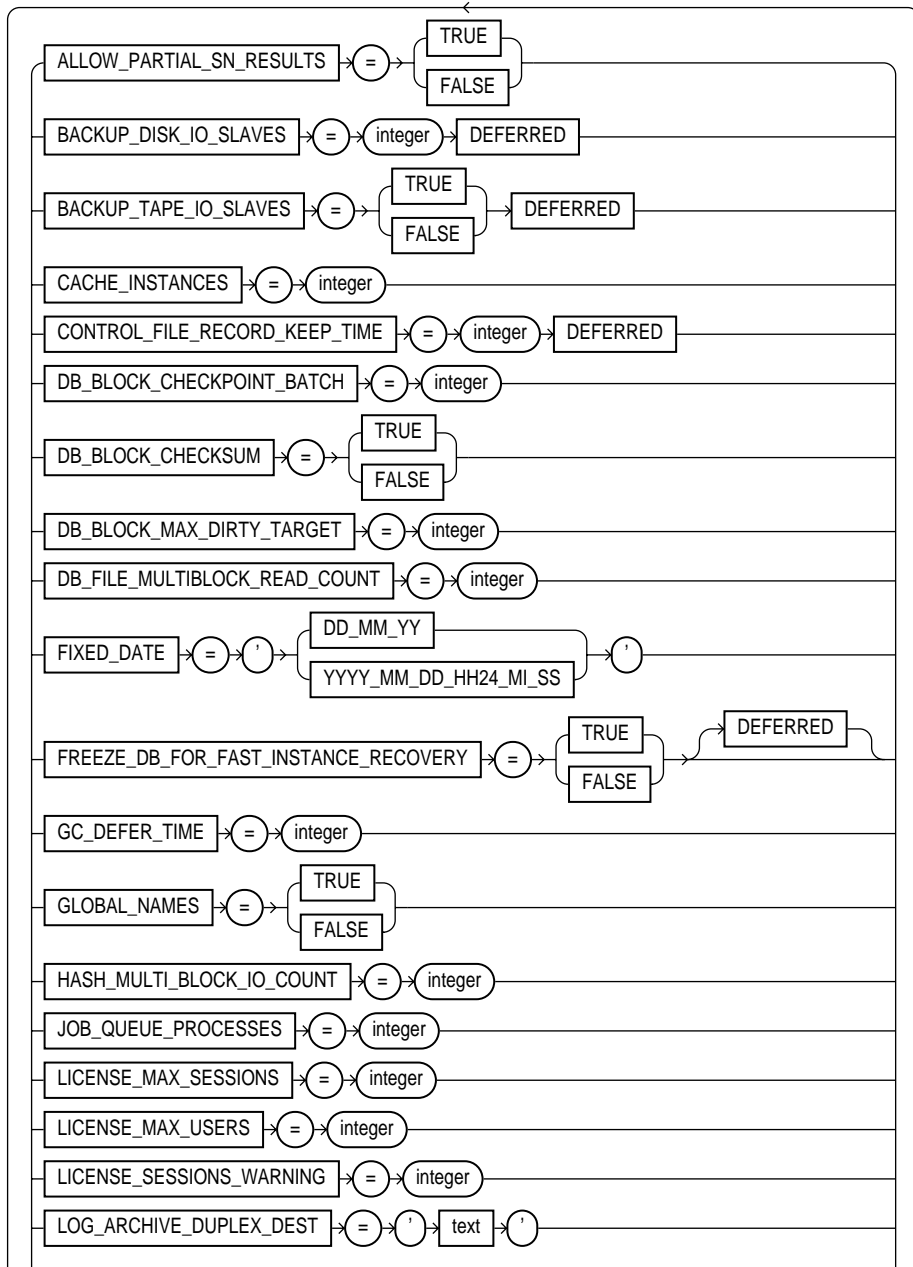 ALLOW_PARTIAL_SN_RESULTS = TRUE FALSE
BACKUP_DISK_IO_SLAVES = integer DEFERRED
BACKUP_TAPE_IO_SLAVES = TRUE FALSE DEFERRED
CACHE_INSTANCES = integer
CONTROL_FILE_RECORD_KEEP_TIME = integer DEFERRED
DB_BLOCK_CHECKPOINT_BATCH = integer
DB_BLOCK_CHECKSUM = TRUE FALSE
DB_BLOCK_MAX_DIRTY_TARGET = integer
DB_FILE_MULTIBLOCK_READ_COUNT = integer
FIXED_DATE = ' DD_MM_YY YYYY_MM_DD_HH24_MI_SS '
FREEZE_DB_FOR_FAST_INSTANCE_RECOVERY = TRUE FALSE DEFERRED
GC_DEFER_TIME = integer
GLOBAL_NAMES = TRUE FALSE
HASH_MULTI_BLOCK_IO_COUNT = integer
JOB_QUEUE_PROCESSES = integer
LICENSE_MAX_SESSIONS = integer
LICENSE_MAX_USERS = integer
LICENSE_SESSIONS_WARNING = integer
LOG_ARCHIVE_DUPLEX_DEST = ' text '